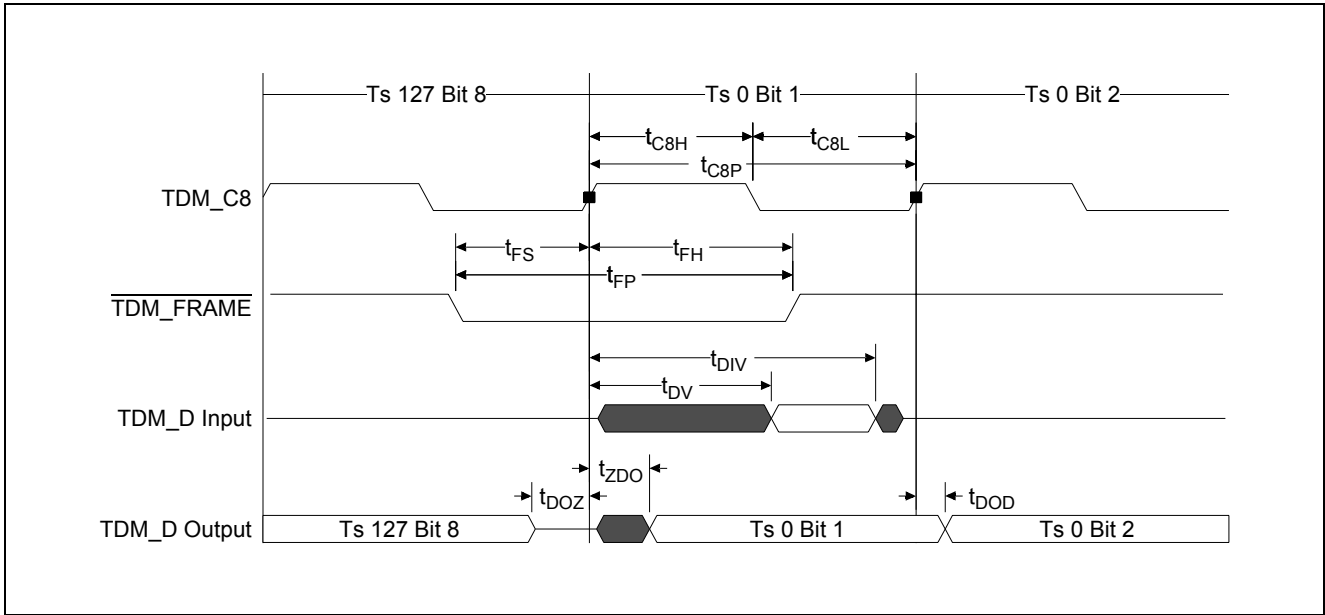 Ts 127 Bit 8 Ts 0 Bit 1 Ts 0 Bit 2
tC8H tC8L
tC8P
TDM_C8
tFS tFH
tFP
TDM_FRAME
tDIV
tDV
TDM_D Input
tZDO
tDOZ tDOD
TDM_D Output Ts 127 Bit 8 Ts 0 Bit 1 Ts 0 Bit 2